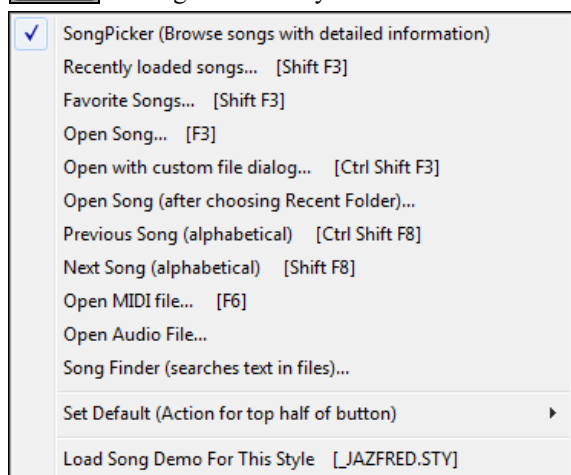 SongPicker (Browse songs with detailed information)
Recently loaded songs... [Shift F3]
Favorite Songs... [Shift F3]
Open Song... [F3]
Open with custom file dialog... [Ctrl Shift F3]
Open Song (after choosing Recent Folder)...
Previous Song (alphabetical) [Ctrl Shift F8]
Next Song (alphabetical) [Shift F8]
Open MIDI file... [F6]
Open Audio File...
Song Finder (searches text in files)...
Set Default (Action for top half of button)
Load Song Demo For This Style [_JAZFRED.STY]